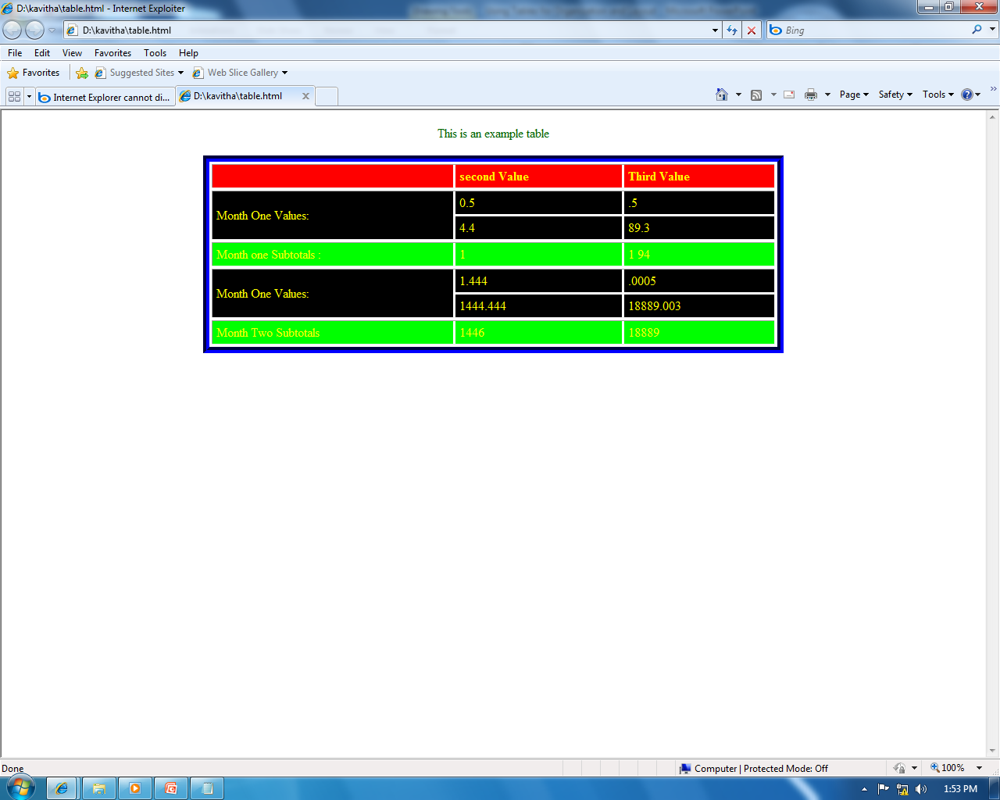 D:\kavitha\table.html - Internet Exploiter
D:\kavitha\table.html
Bing
File Edit View Favorites Tools Help
Favorites Suggested Sites Web Slice Gallery
Internet Explorer cannot di... D:\kavitha\table.html Page Safety Tools
This is an example table
second Value Third Value
Month One Values: 0.5 .5
4.4 89.3
Month one Subtotals : 1 1 94
Month One Values: 1.444 .0005
1444.444 18889.003
Month Two Subtotals 1446 18889
Done Computer | Protected Mode: Off 100%
1:53 PM